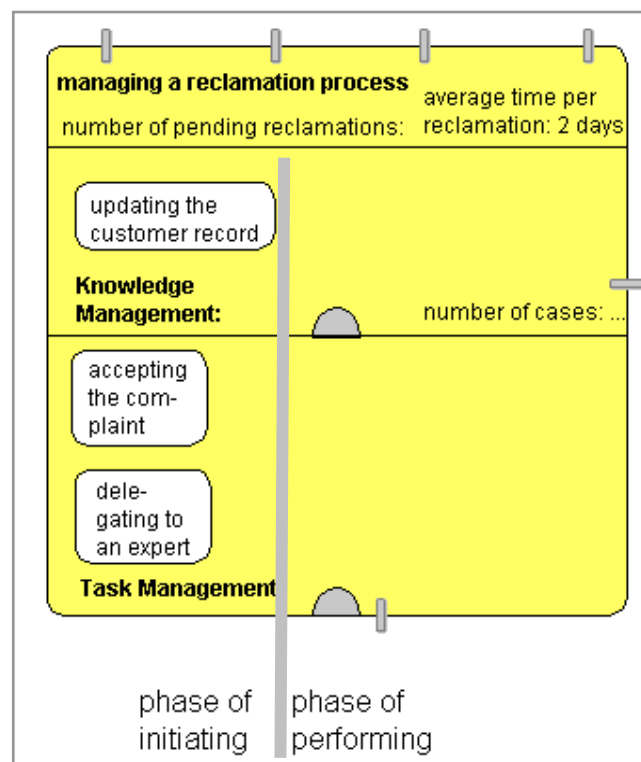 managing a reclamation process
average time per
number of pending reclamations:
reclamation: 2 days
updating the
customer record
Knowledge
Management:
number of cases: ...
accepting
the com-
plaint
dele-
gating to
an expert
Task Management
phase of
initiating
phase of
performing